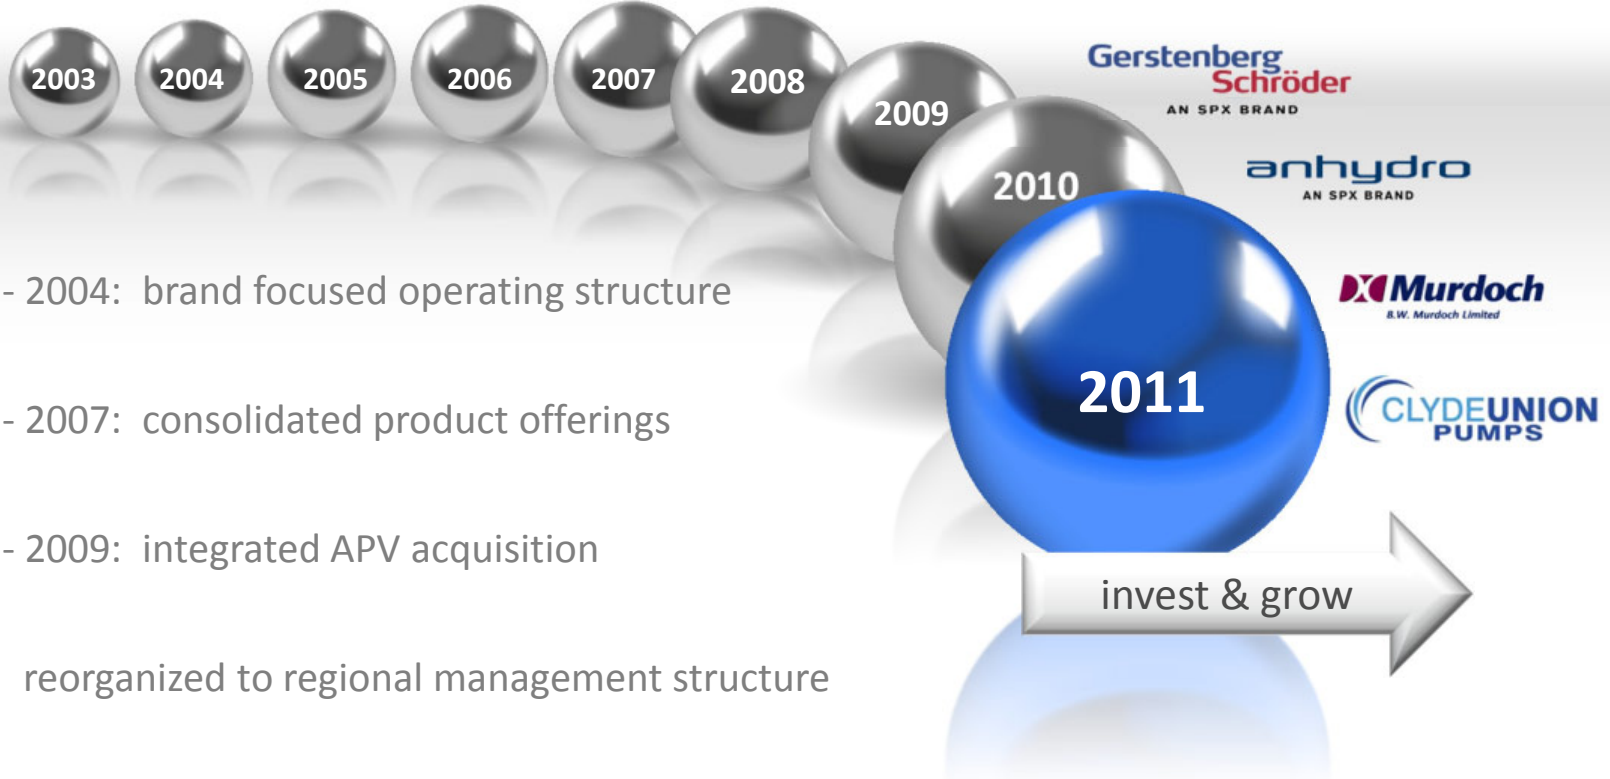 2003
2004
2005
2006
2007
2008
2009
2010
2011
Gerstenberg
Schröder
AN SPX BRAND
anhydro
AN SPX BRAND
Murdoch
B.W. Murdoch Limited
CLYDEUNION
PUMPS
- 2004: brand focused operating structure
- 2007: consolidated product offerings
- 2009: integrated APV acquisition
reorganized to regional management structure
invest & grow